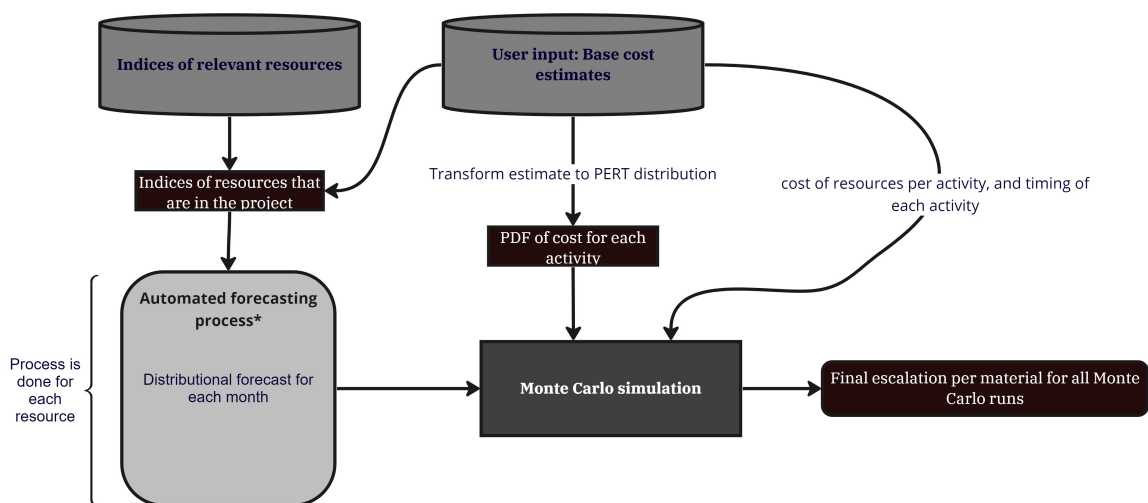 Indices of relevant resources
User input: Base cost
estimates
Indices of resources that
are in the project
Transform estimate to PERT distribution
cost of resources per activity, and timing of
each activity
PDF of cost for each
activity
Automated forecasting
process*
Distributional forecast for
each month
Process is
done for
each
resource
Monte Carlo simulation
Final escalation per material for all Monte
Carlo runs